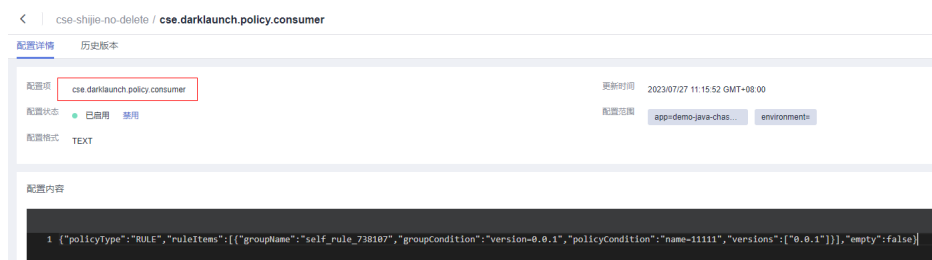 cse-shijie-no-delete / cse.darklaunch.policy.consumer
配置详情 历史版本
配置项 cse.darklaunch.policy.consumer 更新时间 2023/07/27 11:15:52 GMT+08:00
配置状态 已启用 禁用 配置范围 app=demo-java-chas... environment=
配置格式 TEXT
配置内容
1 {"policyType":"RULE","ruleItems":[{"groupName":"self_rule_738107","groupCondition":"version=0.0.1","policyCondition":"name=11111","versions":["0.0.1"]}],"empty":false}